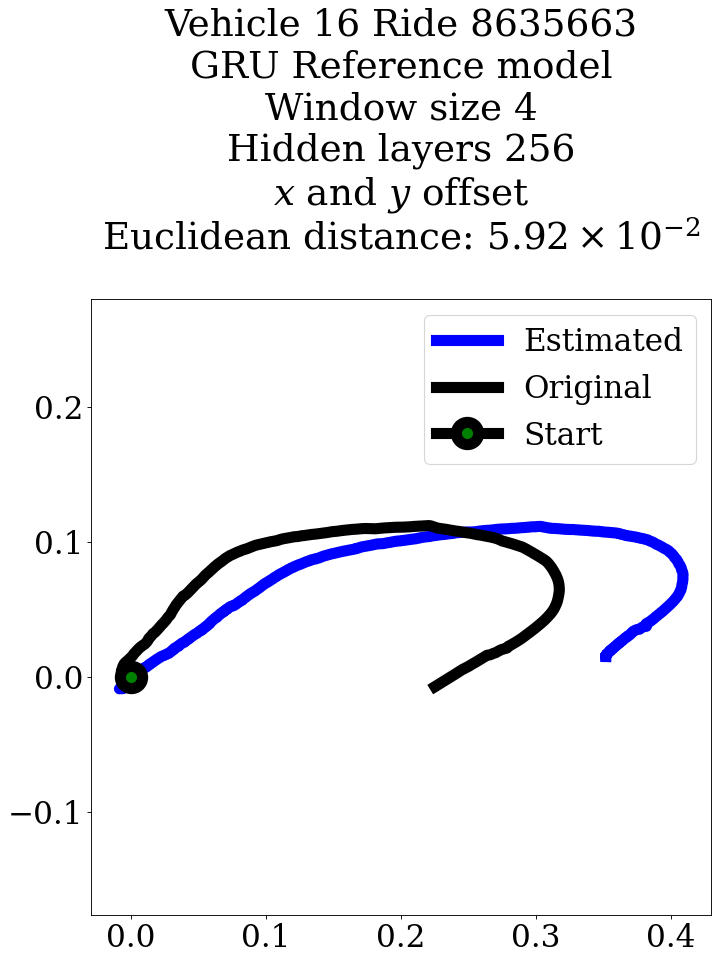 Vehicle 16 Ride 8635663
GRU Reference model
Window size 4
Hidden layers 256
x and y offset
Euclidean distance: 5.92 × 10⁻²
Estimated
Original
Start
0.2
0.1
0.0
−0.1
0.0 0.1 0.2 0.3 0.4